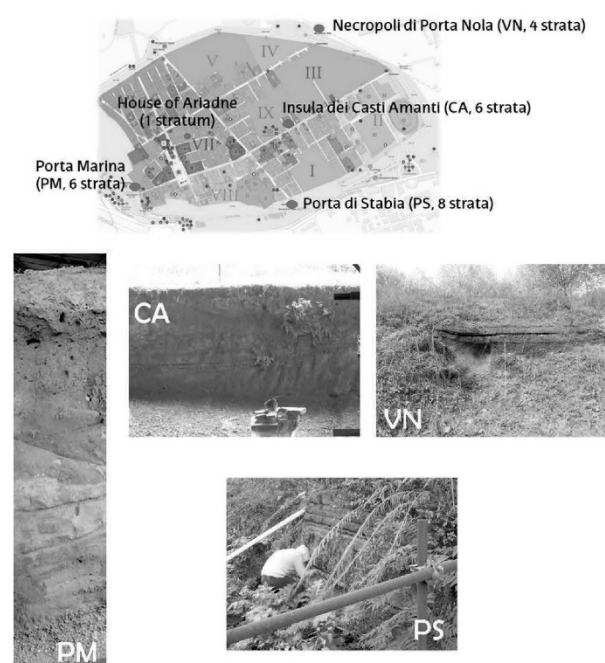 Necropoli di Porta Nola (VN, 4 strata)
IV
V
III
House of Ariadne
(1 stratum)
Insula dei Casti Amanti (CA, 6 strata)
IX
II
VII
Porta Marina
(PM, 6 strata)
I
VIII
Porta di Stabia (PS, 8 strata)
CA
VN
PM
PS